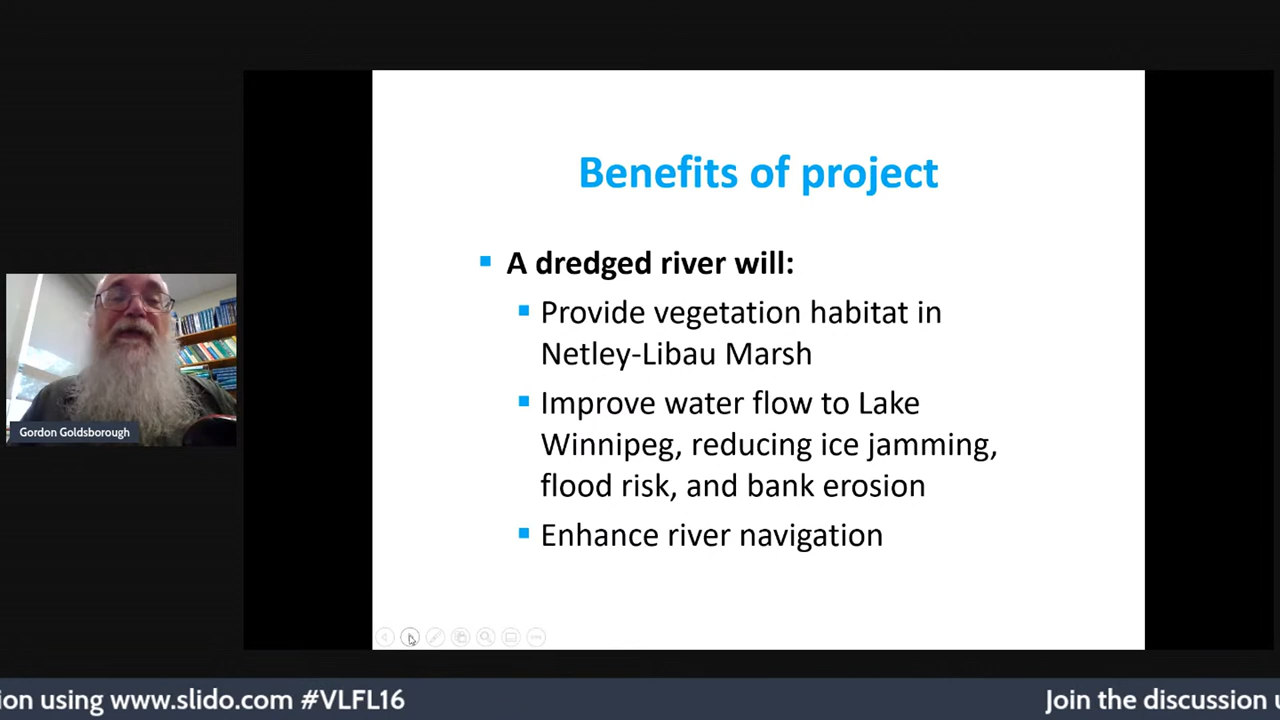 Benefits of project
A dredged river will:
Provide vegetation habitat in
Netley-Libau Marsh
Improve water flow to Lake
Winnipeg, reducing ice jamming,
flood risk, and bank erosion
Enhance river navigation
Gordon Goldsborough
ion using www.slido.com #VLFL16
Join the discussion u